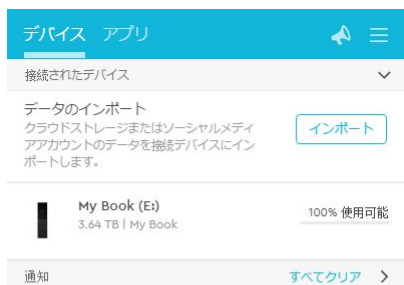 デバイス アプリ
接続されたデバイス
データのインポート
クラウドストレージまたはソーシャルメディ
アアカウントのデータを接続デバイスにイン
ポートします。
インポート
My Book (E:)
3.64 TB | My Book
100% 使用可能
通知 すべてクリア